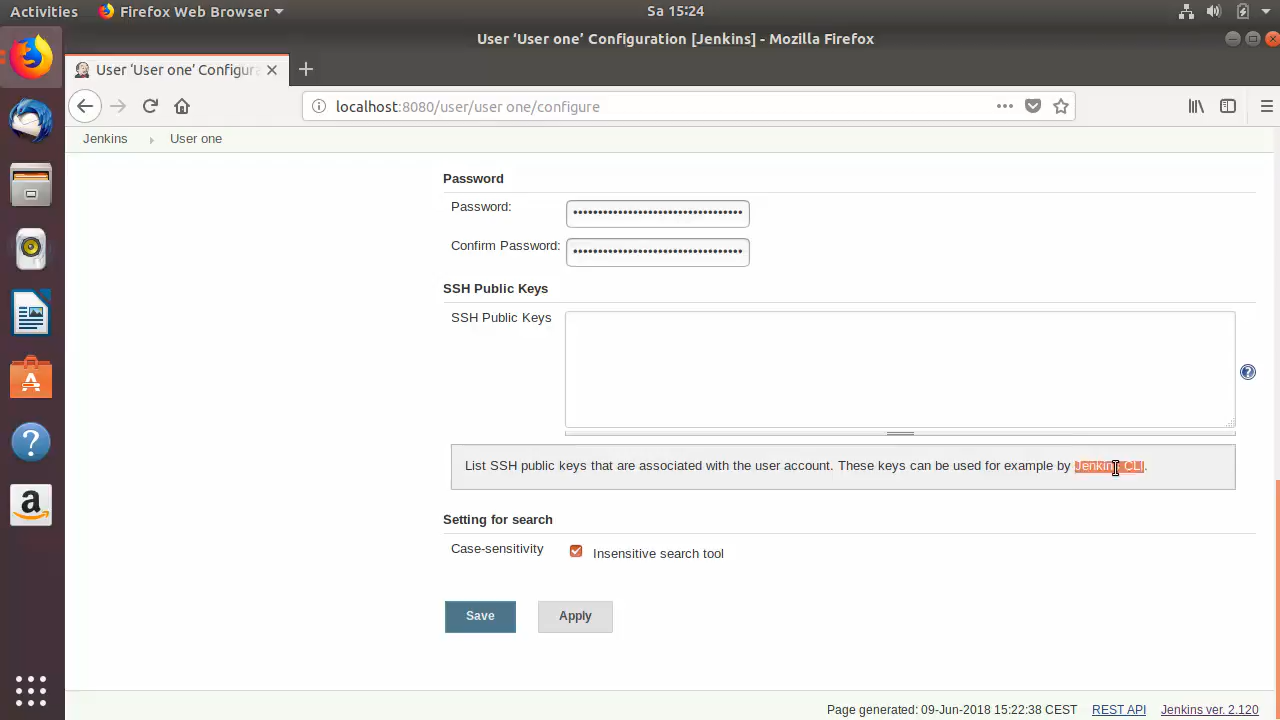 Activities Firefox Web Browser Sa 15:24
User ‘User one’ Configuration [Jenkins] - Mozilla Firefox
User ‘User one’ Configura
localhost:8080/user/user one/configure
Jenkins User one
Password
Password: ••••••••••••••••••••••••••••••••••
Confirm Password: ••••••••••••••••••••••••••••••••••
SSH Public Keys
SSH Public Keys
List SSH public keys that are associated with the user account. These keys can be used for example by Jenkins CLI.
Setting for search
Case-sensitivity Insensitive search tool
Save Apply
Page generated: 09-Jun-2018 15:22:38 CEST REST API Jenkins ver. 2.120